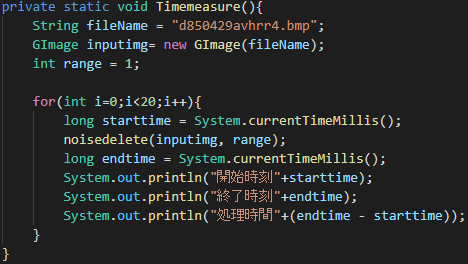 private static void Timemeasure(){
String fileName = "d850429avhrr4.bmp";
GImage inputimg= new GImage(fileName);
int range = 1;
for(int i=0;i<20;i++){
long starttime = System.currentTimeMillis();
noisedelete(inputimg, range);
long endtime = System.currentTimeMillis();
System.out.println("開始時刻"+starttime);
System.out.println("終了時刻"+endtime);
System.out.println("処理時間"+(endtime - starttime));
}
}